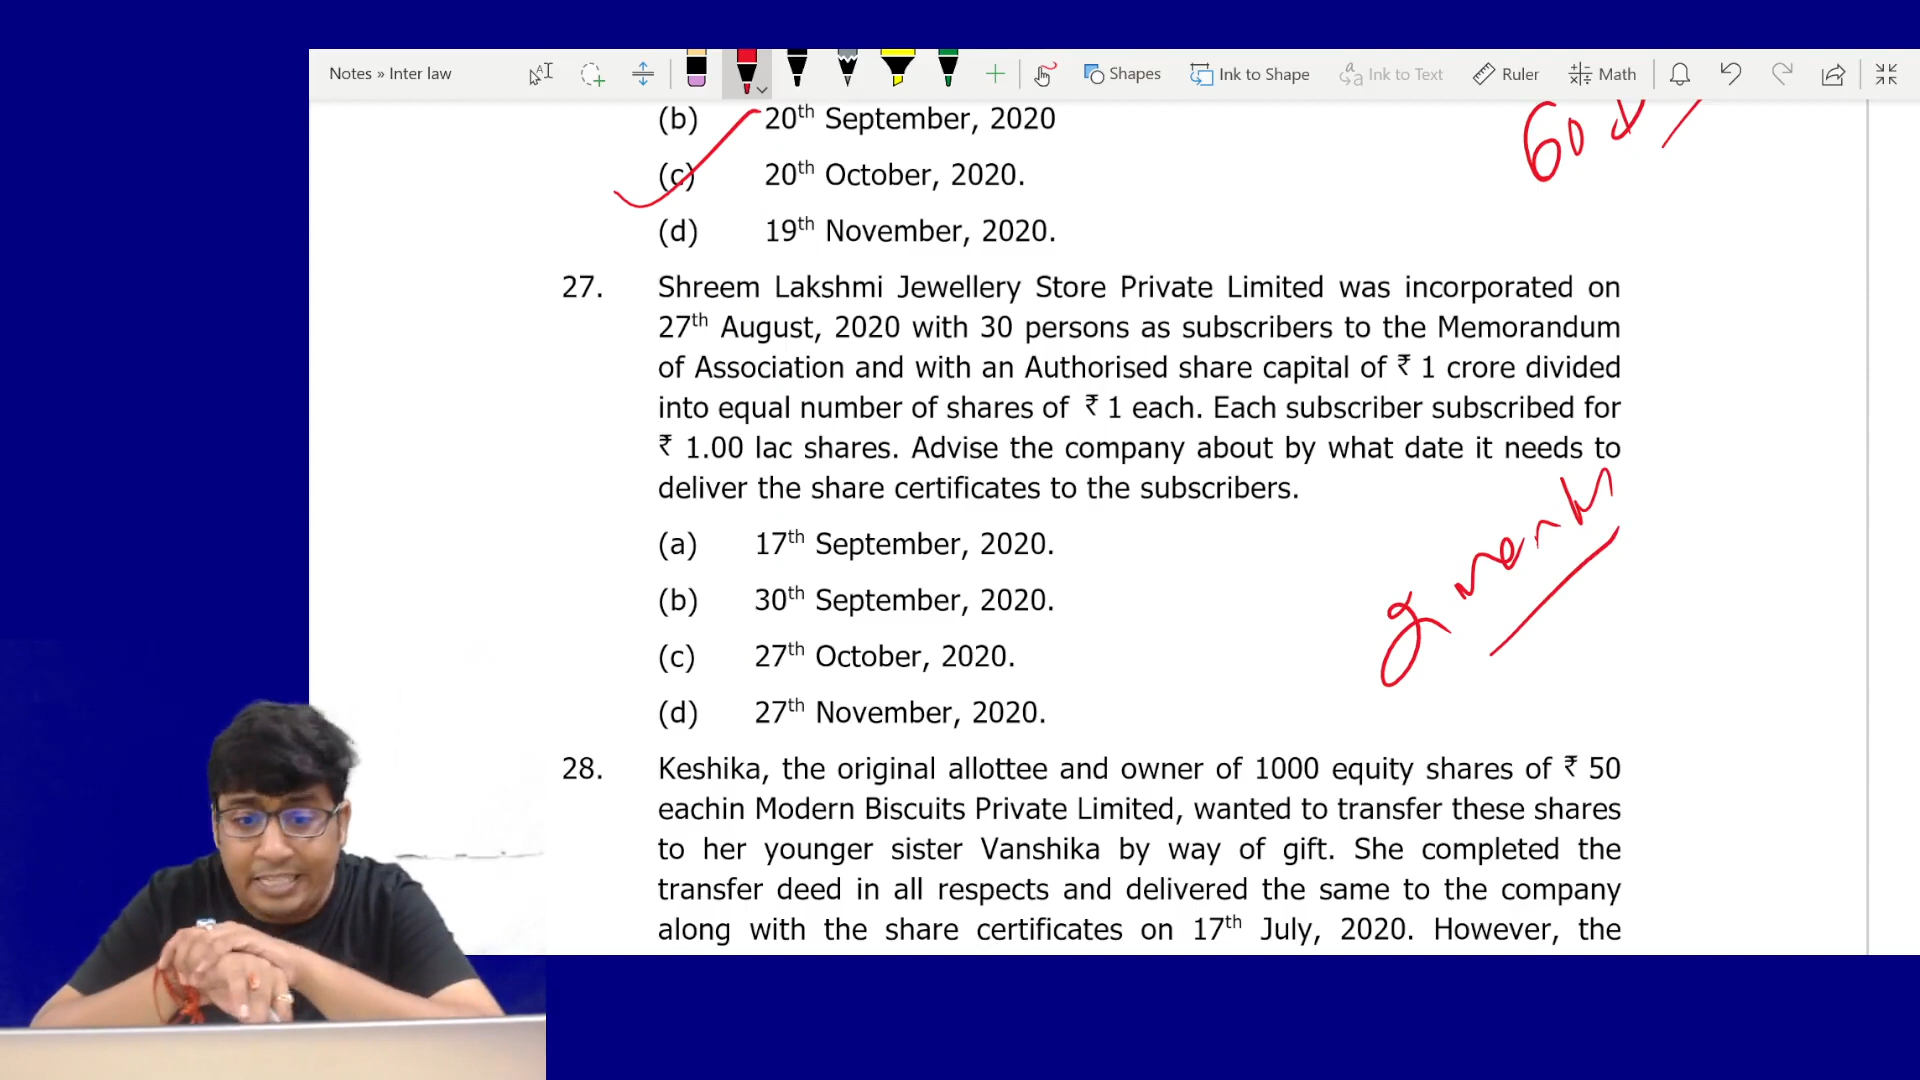 Notes » Inter law
Shapes
Ink to Shape
Ink to Text
Ruler
Math
(b) 20th September, 2020
60 d
(c) 20th October, 2020.
(d) 19th November, 2020.
27. Shreem Lakshmi Jewellery Store Private Limited was incorporated on
27th August, 2020 with 30 persons as subscribers to the Memorandum
of Association and with an Authorised share capital of ₹ 1 crore divided
into equal number of shares of ₹ 1 each. Each subscriber subscribed for
₹ 1.00 lac shares. Advise the company about by what date it needs to
deliver the share certificates to the subscribers.
(a) 17th September, 2020.
(b) 30th September, 2020.
(c) 27th October, 2020.
(d) 27th November, 2020.
28. Keshika, the original allottee and owner of 1000 equity shares of ₹ 50
eachin Modern Biscuits Private Limited, wanted to transfer these shares
to her younger sister Vanshika by way of gift. She completed the
transfer deed in all respects and delivered the same to the company
along with the share certificates on 17th July, 2020. However, the